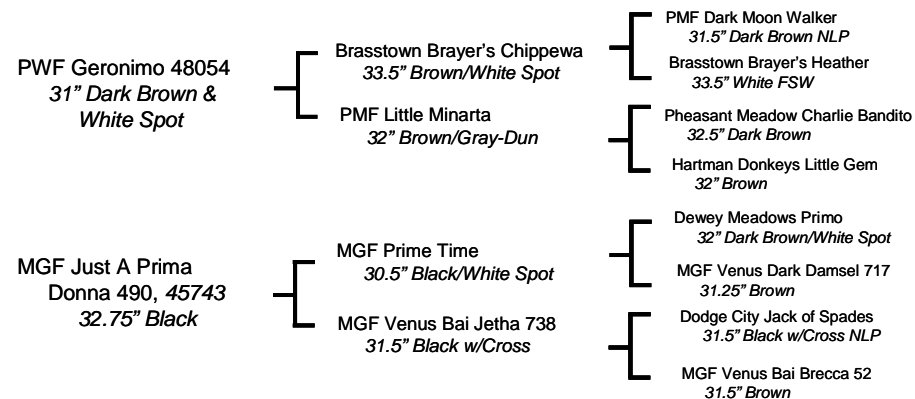 PWF Geronimo 48054
31” Dark Brown &
White Spot
Brasstown Brayer’s Chippewa
33.5” Brown/White Spot
PMF Little Minarta
32” Brown/Gray-Dun
PMF Dark Moon Walker
31.5” Dark Brown NLP
Brasstown Brayer’s Heather
33.5” White FSW
Pheasant Meadow Charlie Bandito
32.5” Dark Brown
Hartman Donkeys Little Gem
32” Brown
MGF Just A Prima
Donna 490, 45743
32.75” Black
MGF Prime Time
30.5” Black/White Spot
MGF Venus Bai Jetha 738
31.5” Black w/Cross
Dewey Meadows Primo
32” Dark Brown/White Spot
MGF Venus Dark Damsel 717
31.25” Brown
Dodge City Jack of Spades
31.5” Black w/Cross NLP
MGF Venus Bai Brecca 52
31.5” Brown